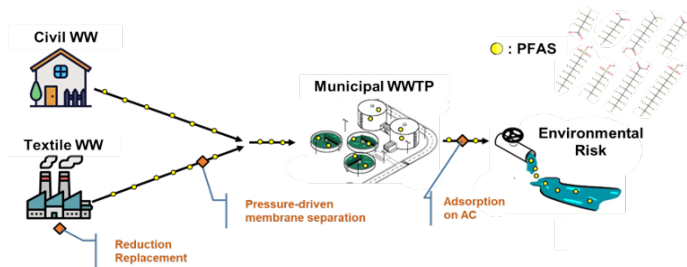 Civil WW
: PFAS
Municipal WWTP
Textile WW
Environmental
Risk
Pressure-driven
membrane separation
Adsorption
on AC
Reduction
Replacement